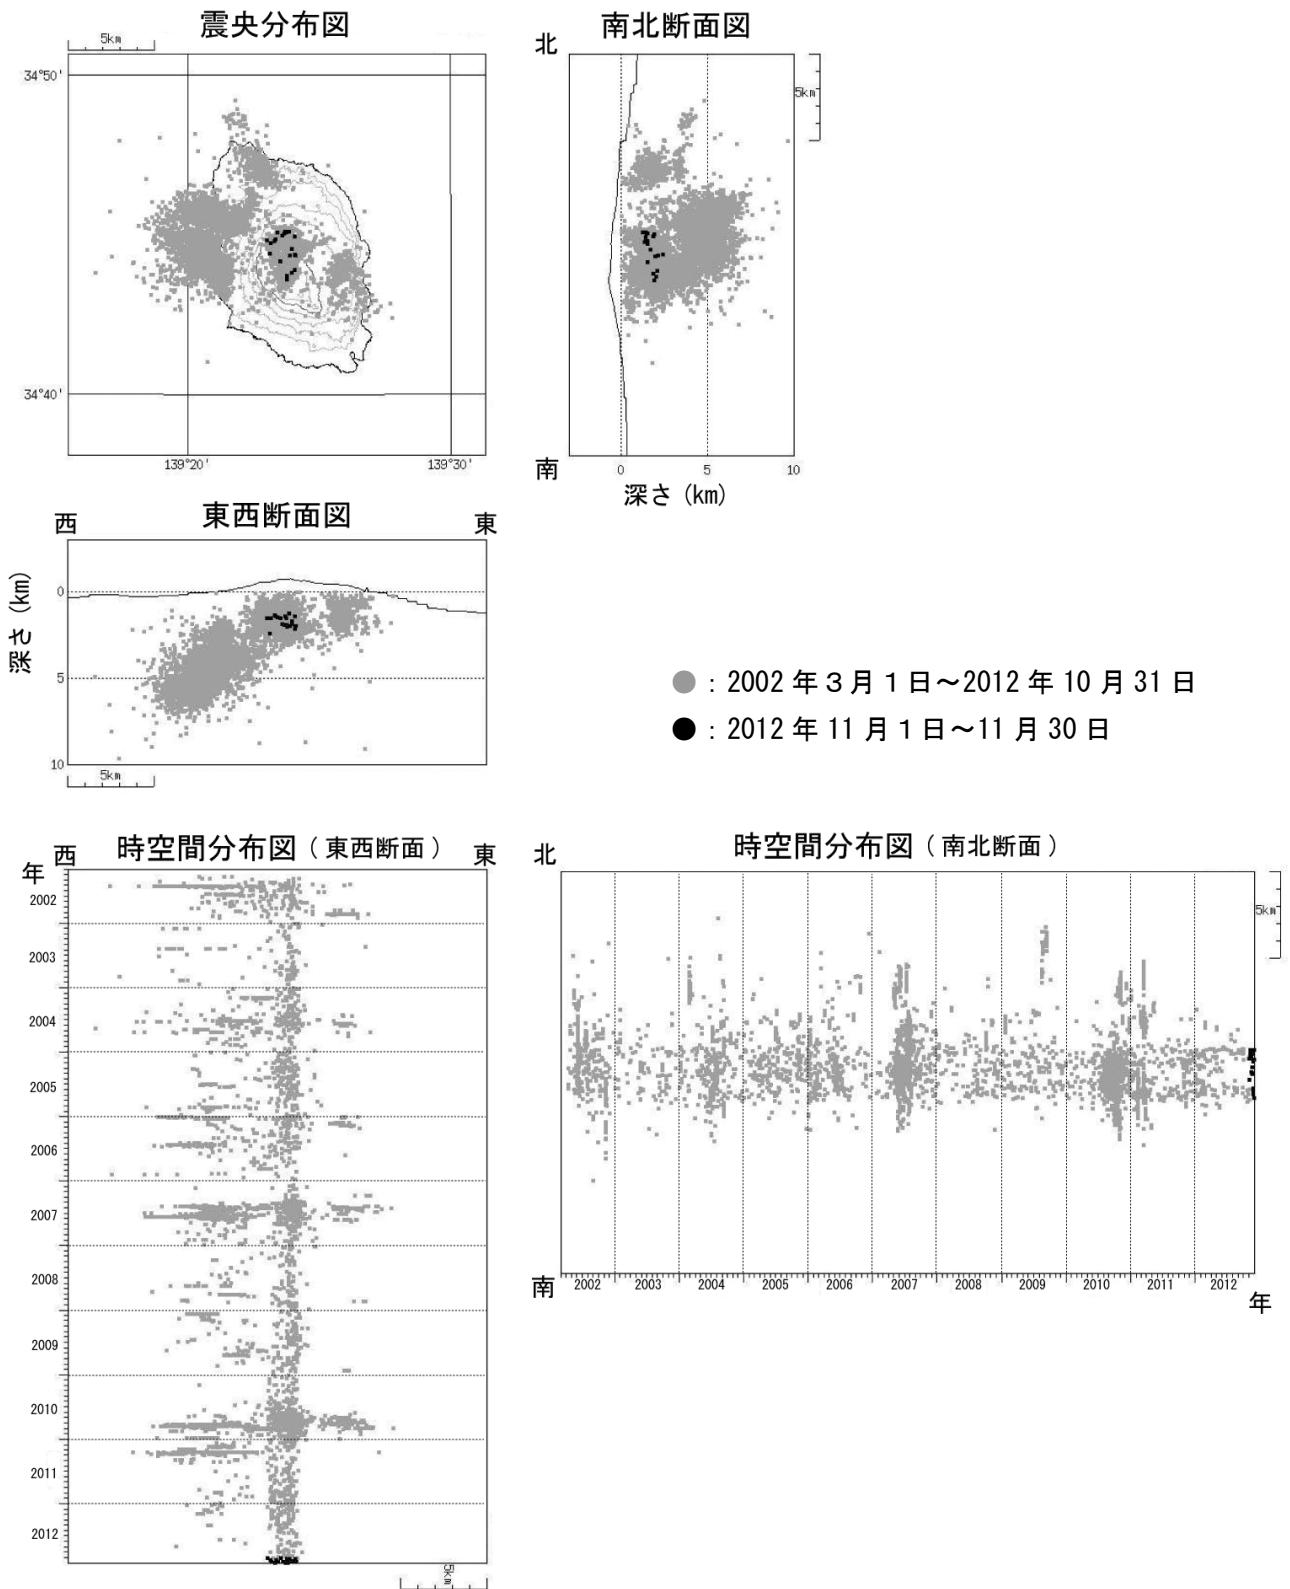 震央分布図
5km
34°50'
34°40'
139°20'
139°30'
南北断面図
北
5km
南
0
5
10
深さ (km)
東西断面図
西
東
深さ (km)
0
5
10
5km
● : 2002 年 3 月 1 日～2012 年 10 月 31 日
● : 2012 年 11 月 1 日～11 月 30 日
時空間分布図 ( 東西断面 )
西
東
年
2002
2003
2004
2005
2006
2007
2008
2009
2010
2011
2012
5km
時空間分布図 ( 南北断面 )
北
5km
南
2002 2003 2004 2005 2006 2007 2008 2009 2010 2011 2012
年